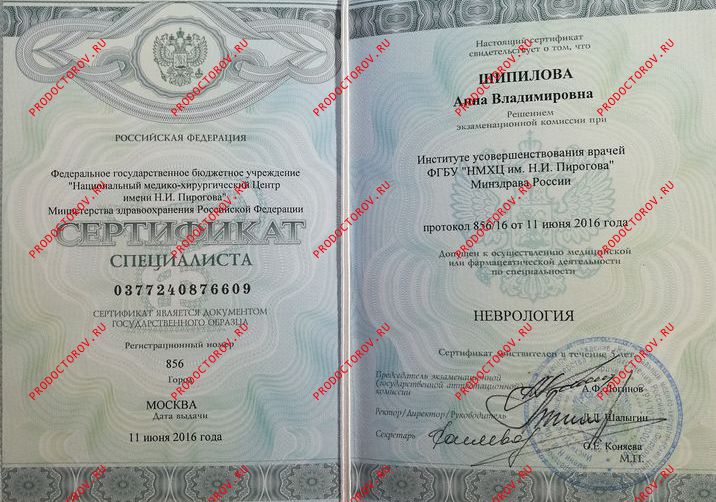 РОССИЙСКАЯ ФЕДЕРАЦИЯ
Федеральное государственное бюджетное учреждение
"Национальный медико-хирургический Центр
имени Н.И. Пирогова"
Министерства здравоохранения Российской Федерации
СЕРТИФИКАТ
СПЕЦИАЛИСТА
0377240876609
СЕРТИФИКАТ ЯВЛЯЕТСЯ ДОКУМЕНТОМ
ГОСУДАРСТВЕННОГО ОБРАЗЦА
Регистрационный номер
856
Город
МОСКВА
Дата выдачи
11 июня 2016 года
Настоящий сертификат
свидетельствует о том, что
ШИПИЛОВА
Анна Владимировна
Решением
экзаменационной комиссии при
Институте усовершенствования врачей
ФГБУ "НМХЦ им. Н.И. Пирогова"
Минздрава России
протокол 856/16 от 11 июня 2016 года
Допущен к осуществлению медицинской
или фармацевтической деятельности
по специальности
НЕВРОЛОГИЯ
Сертификат действителен в течение 5 лет
Председатель экзаменационной
(государственной аттестационной)
комиссии
А.Ф. Логинов
Ректор/Директор/Руководитель
Шалыгин
Секретарь
О.Е. Коняева
М.П.
PRODOCTOROV.RU